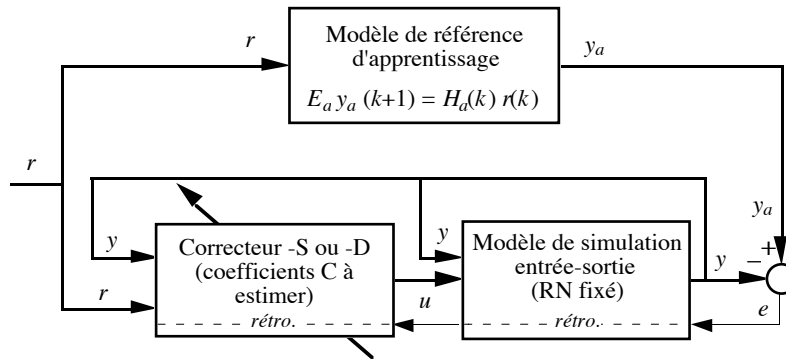 Modèle de référence
d'apprentissage
E_a y_a (k+1) = H_a(k) r(k)
r
y_a
r
y_a
y
y
Correcteur -S ou -D
(coefficients C à
estimer)
rétro.
Modèle de simulation
entrée-sortie
(RN fixé)
rétro.
y
+
−
r
u
e